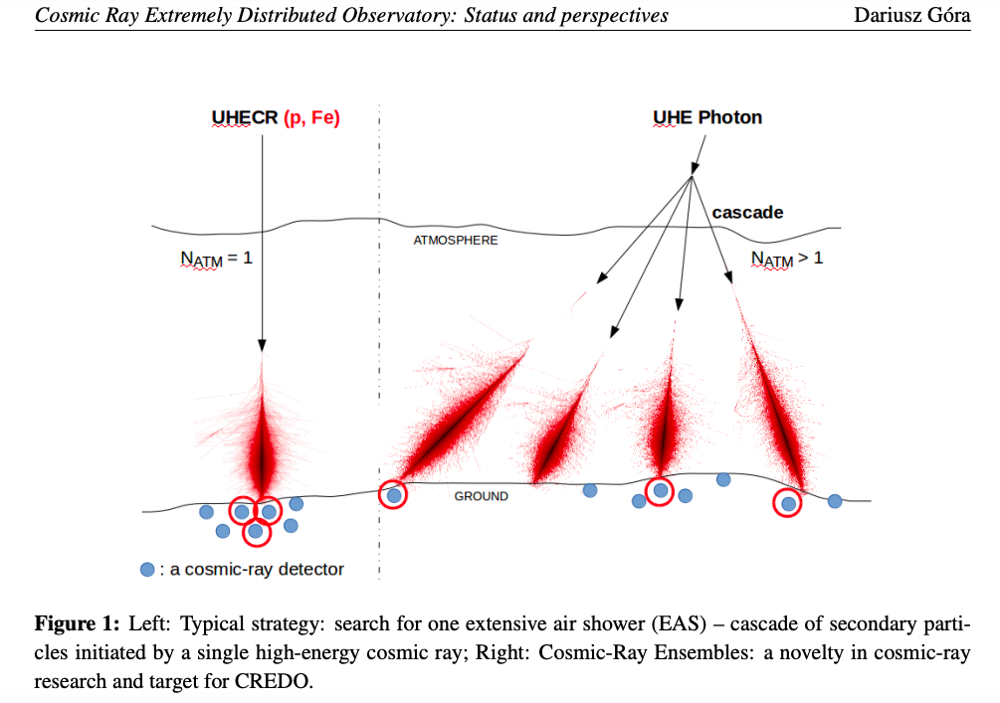 Cosmic Ray Extremely Distributed Observatory: Status and perspectives Dariusz Góra
UHECR (p, Fe) UHE Photon
cascade
ATMOSPHERE
NATM = 1 NATM > 1
GROUND
: a cosmic-ray detector
Figure 1: Left: Typical strategy: search for one extensive air shower (EAS) – cascade of secondary parti-
cles initiated by a single high-energy cosmic ray; Right: Cosmic-Ray Ensembles: a novelty in cosmic-ray
research and target for CREDO.